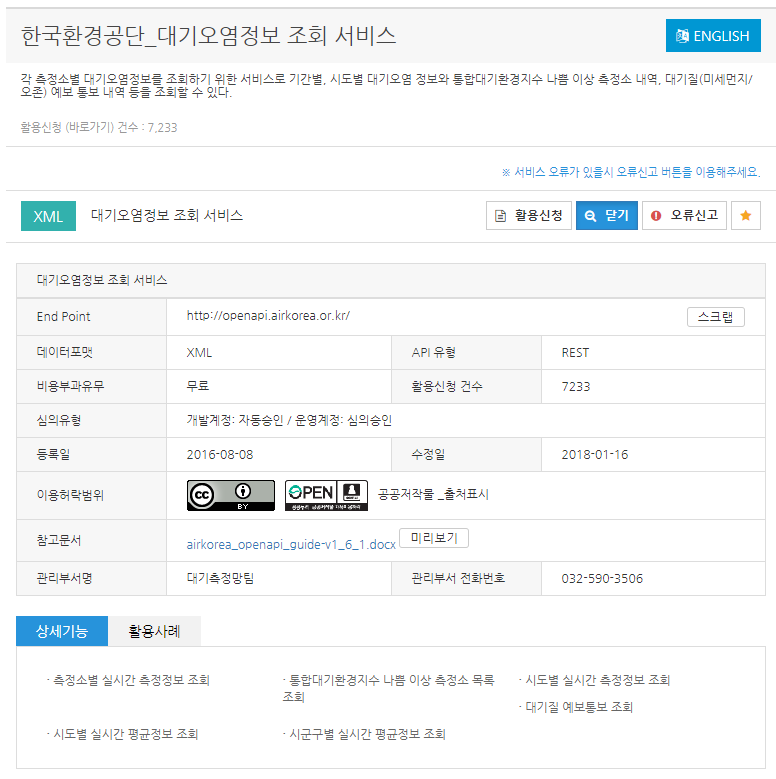 한국환경공단_대기오염정보 조회 서비스
ENGLISH
각 측정소별 대기오염정보를 조회하기 위한 서비스로 기간별, 시도별 대기오염 정보와 통합대기환경지수 나쁨 이상 측정소 내역, 대기질(미세먼지/
오존) 예보 통보 내역 등을 조회할 수 있다.
활용신청 (바로가기) 건수 : 7,233
※ 서비스 오류가 있을시 오류신고 버튼을 이용해주세요.
XML 대기오염정보 조회 서비스 활용신청 닫기 오류신고
대기오염정보 조회 서비스
End Point http://openapi.airkorea.or.kr/ 스크랩
데이터포맷 XML API 유형 REST
비용부과유무 무료 활용신청 건수 7233
심의유형 개발계정: 자동승인 / 운영계정: 심의승인
등록일 2016-08-08 수정일 2018-01-16
이용허락범위 cc BY OPEN 공공저작물 _출처표시
참고문서 airkorea_openapi_guide-v1_6_1.docx 미리보기
관리부서명 대기측정망팀 관리부서 전화번호 032-590-3506
상세기능 활용사례
· 측정소별 실시간 측정정보 조회 · 통합대기환경지수 나쁨 이상 측정소 목록 · 시도별 실시간 측정정보 조회
조회
· 대기질 예보통보 조회
· 시도별 실시간 평균정보 조회 · 시군구별 실시간 평균정보 조회